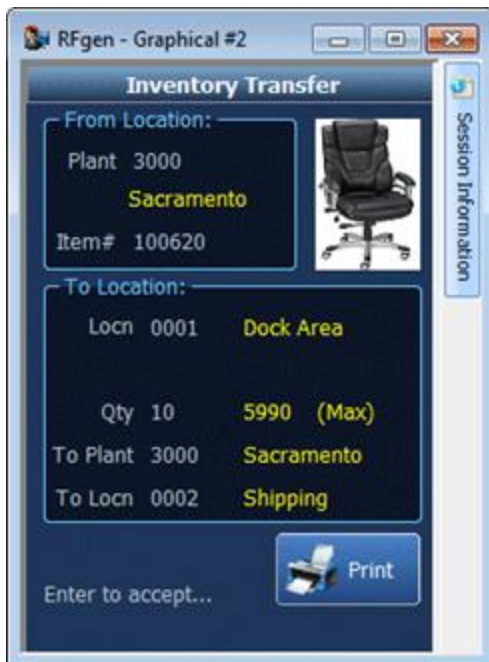 RFgen - Graphical #2
Inventory Transfer
From Location:
Plant 3000
Sacramento
Item# 100620
To Location:
Locn 0001 Dock Area
Qty 10 5990 (Max)
To Plant 3000 Sacramento
To Locn 0002 Shipping
Print
Enter to accept...
Session Information